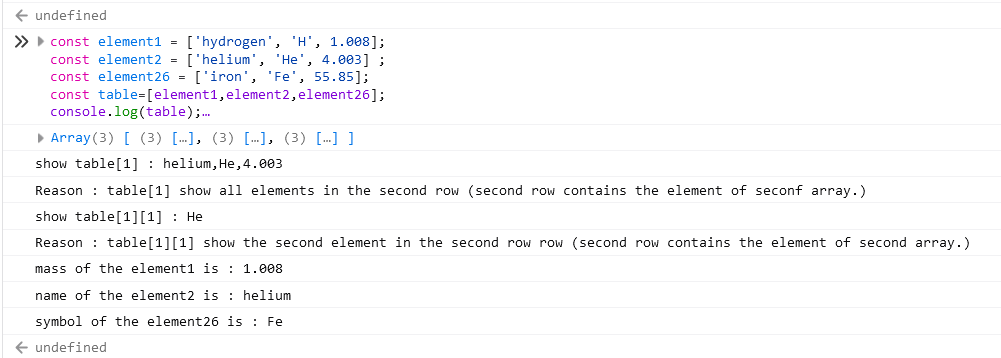 ← undefined
» ▶ const element1 = ['hydrogen', 'H', 1.008];
const element2 = ['helium', 'He', 4.003] ;
const element26 = ['iron', 'Fe', 55.85];
const table=[element1,element2,element26];
console.log(table);…
▶ Array(3) [ (3) […], (3) […], (3) […] ]
show table[1] : helium,He,4.003
Reason : table[1] show all elements in the second row (second row contains the element of seconf array.)
show table[1][1] : He
Reason : table[1][1] show the second element in the second row row (second row contains the element of second array.)
mass of the element1 is : 1.008
name of the element2 is : helium
symbol of the element26 is : Fe
← undefined